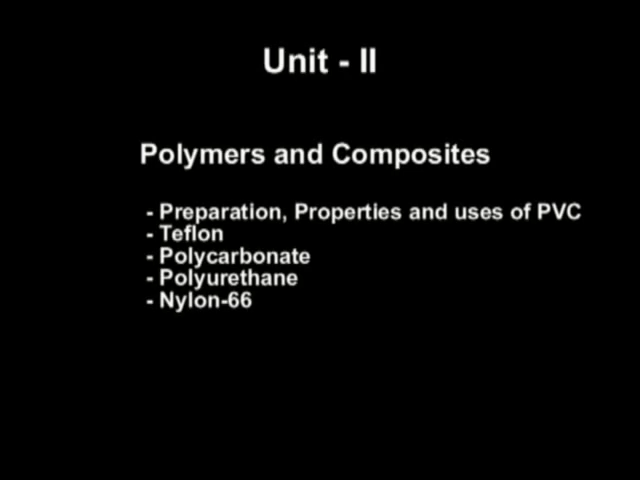 Unit - II
Polymers and Composites
- Preparation, Properties and uses of PVC
- Teflon
- Polycarbonate
- Polyurethane
- Nylon-66